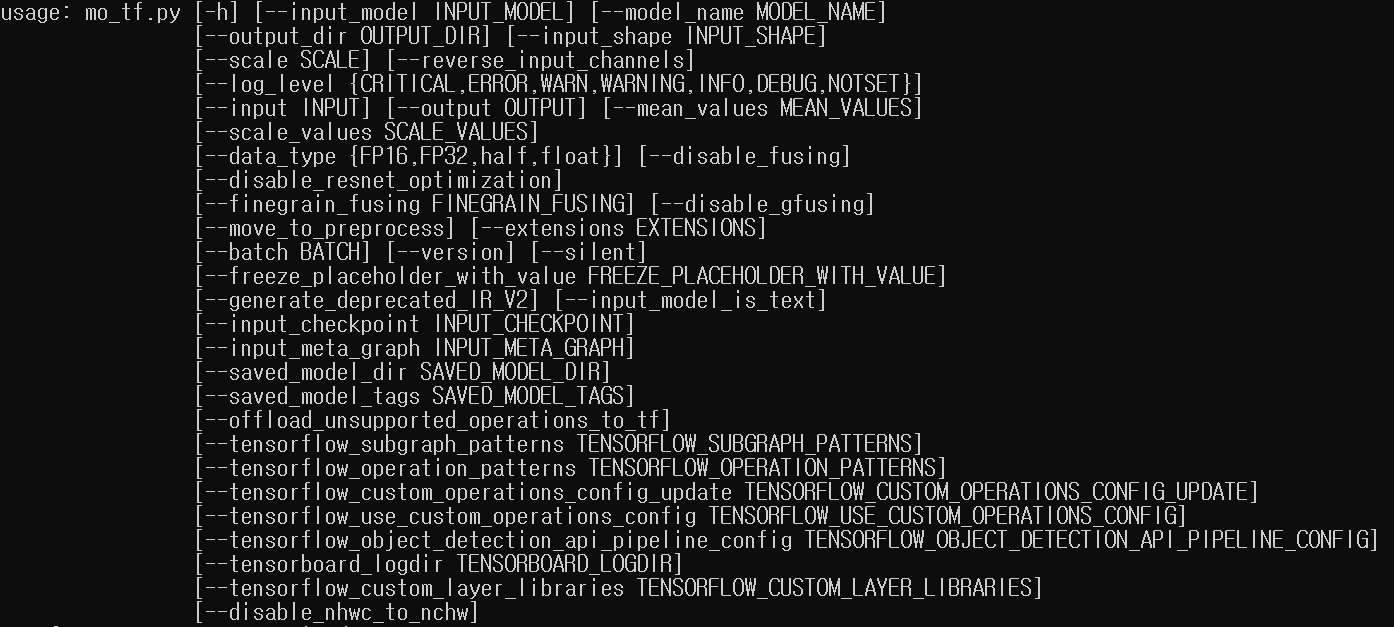 usage: mo_tf.py [-h] [--input_model INPUT_MODEL] [--model_name MODEL_NAME]
[--output_dir OUTPUT_DIR] [--input_shape INPUT_SHAPE]
[--scale SCALE] [--reverse_input_channels]
[--log_level {CRITICAL,ERROR,WARN,WARNING,INFO,DEBUG,NOTSET}]
[--input INPUT] [--output OUTPUT] [--mean_values MEAN_VALUES]
[--scale_values SCALE_VALUES]
[--data_type {FP16,FP32,half,float}] [--disable_fusing]
[--disable_resnet_optimization]
[--finegrain_fusing FINEGRAIN_FUSING] [--disable_gfusing]
[--move_to_preprocess] [--extensions EXTENSIONS]
[--batch BATCH] [--version] [--silent]
[--freeze_placeholder_with_value FREEZE_PLACEHOLDER_WITH_VALUE]
[--generate_deprecated_IR_V2] [--input_model_is_text]
[--input_checkpoint INPUT_CHECKPOINT]
[--input_meta_graph INPUT_META_GRAPH]
[--saved_model_dir SAVED_MODEL_DIR]
[--saved_model_tags SAVED_MODEL_TAGS]
[--offload_unsupported_operations_to_tf]
[--tensorflow_subgraph_patterns TENSORFLOW_SUBGRAPH_PATTERNS]
[--tensorflow_operation_patterns TENSORFLOW_OPERATION_PATTERNS]
[--tensorflow_custom_operations_config_update TENSORFLOW_CUSTOM_OPERATIONS_CONFIG_UPDATE]
[--tensorflow_use_custom_operations_config TENSORFLOW_USE_CUSTOM_OPERATIONS_CONFIG]
[--tensorflow_object_detection_api_pipeline_config TENSORFLOW_OBJECT_DETECTION_API_PIPELINE_CONFIG]
[--tensorboard_logdir TENSORBOARD_LOGDIR]
[--tensorflow_custom_layer_libraries TENSORFLOW_CUSTOM_LAYER_LIBRARIES]
[--disable_nhwc_to_nchw]